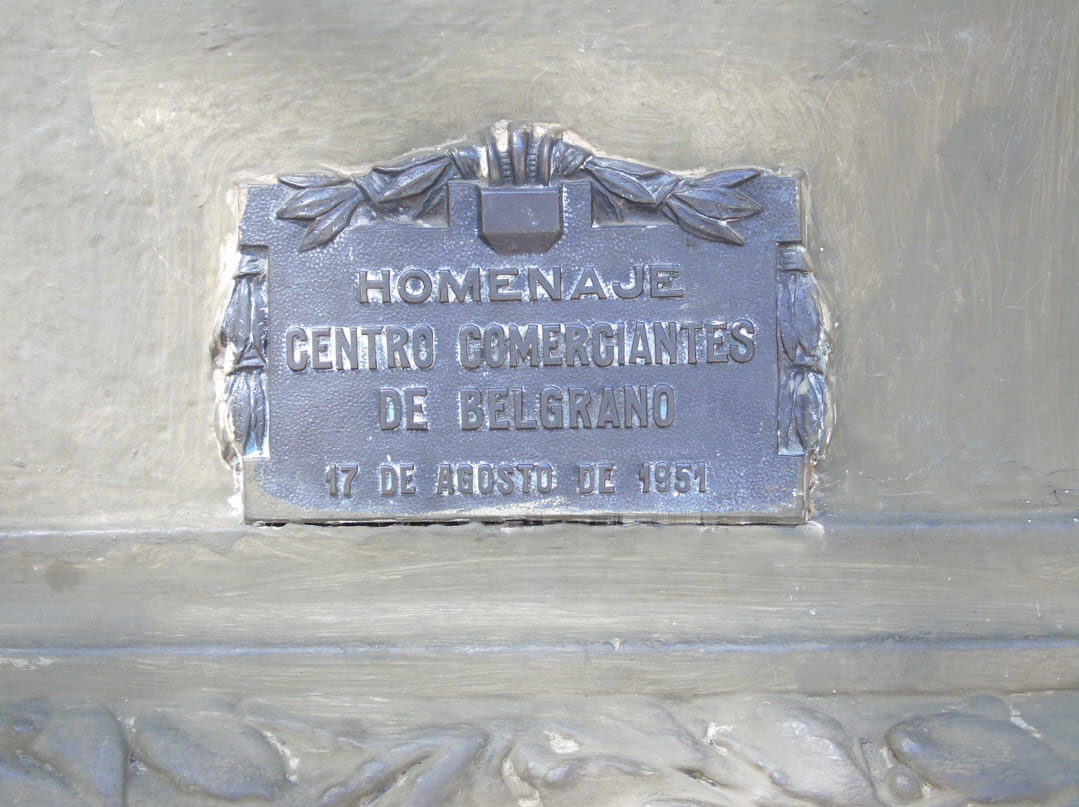 HOMENAJE
CENTRO COMERCIANTES
DE BELGRANO
17 DE AGOSTO DE 1951